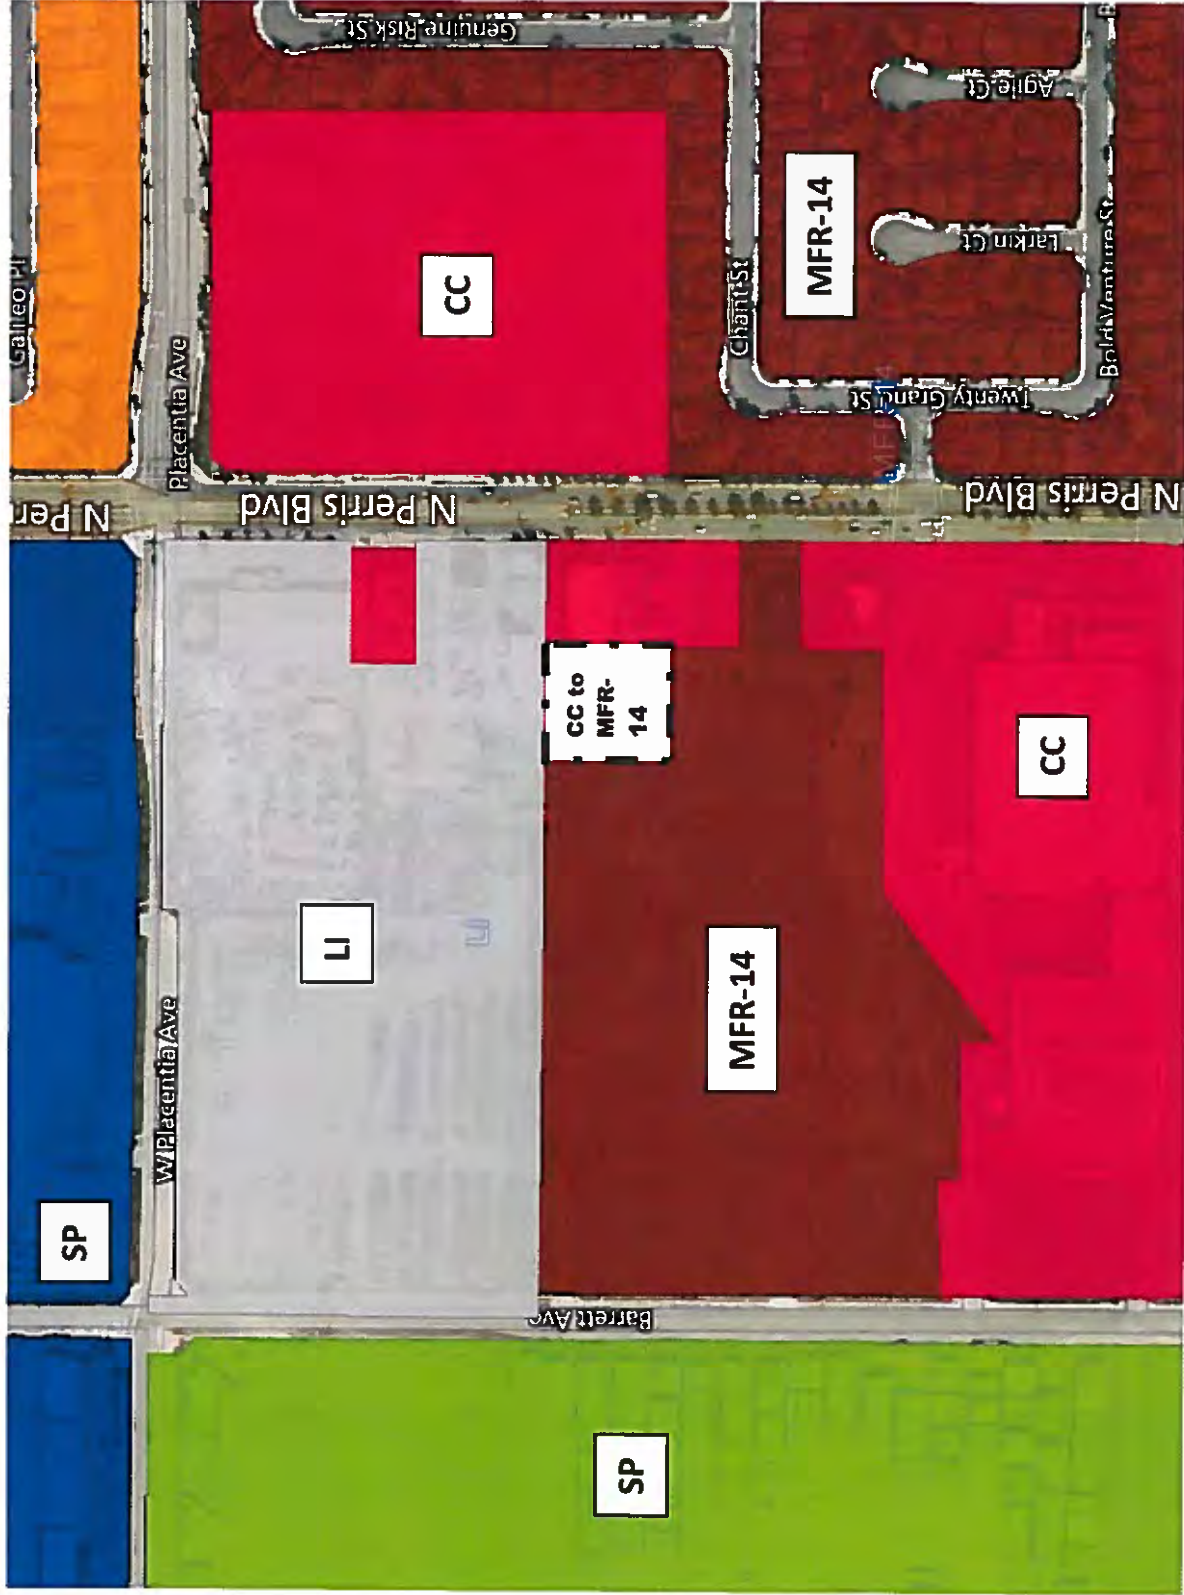 SP
Galileo Pl
N Per
W Placentia Ave
Placentia Ave
LI
LI
N Perris Blvd
CC
Barrett Ave
Genuine Risk St
CC to
MFR-
14
SP
MFR-14
Chant St
MFR-14
Twenty Grand St
Larkin Ct
Agile Ct
CC
N Perris Blvd
Bold Venture St
B